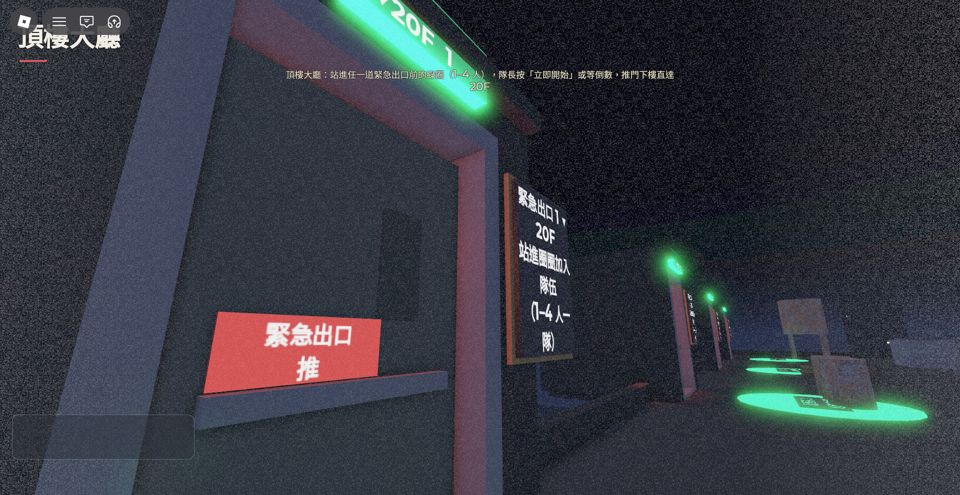 頂樓大廳
頂樓大廳：站進任一道緊急出口前的綠圈（1–4 人），隊長按「立即開始」或等倒數，推門下樓直達
20F
20F 1
緊急出口
推
緊急出口 1 ▼
20F
站進圈圈加入
隊伍
（1–4 人一
隊）